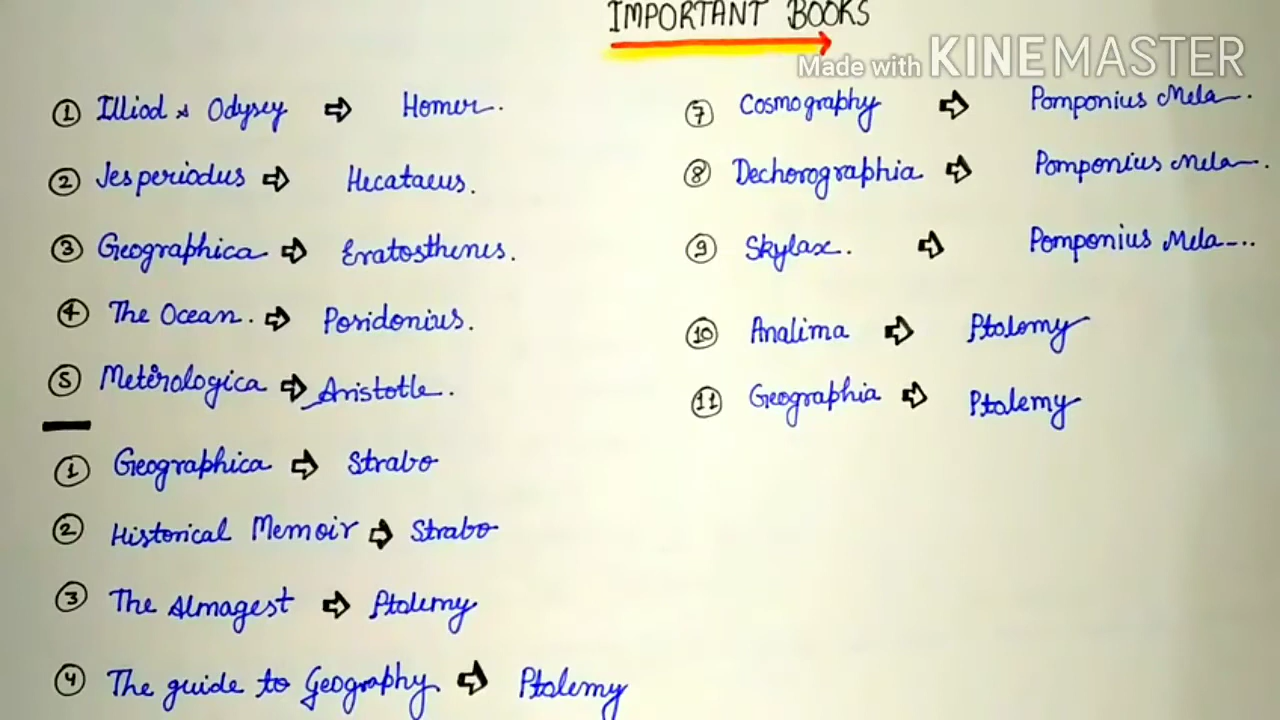 IMPORTANT BOOKS
Made with KINEMASTER
① Illiod & Odysey ⇨ Homer.
② Jesperiodus ⇨ Hecataeus.
③ Geographica ⇨ Eratosthenes.
④ The Ocean. ⇨ Posidonius.
⑤ Meterologica ⇨ Aristotle.
① Geographica ⇨ Strabo
② Historical Memoir ⇨ Strabo
③ The Almagest ⇨ Ptolemy
④ The guide to Geography ⇨ Ptolemy
⑦ Cosmography ⇨ Pomponius Mela.
⑧ Dechorographia ⇨ Pomponius Mela.
⑨ Skylax. ⇨ Pomponius Mela...
⑩ Analima ⇨ Ptolemy
⑪ Geographia ⇨ Ptolemy